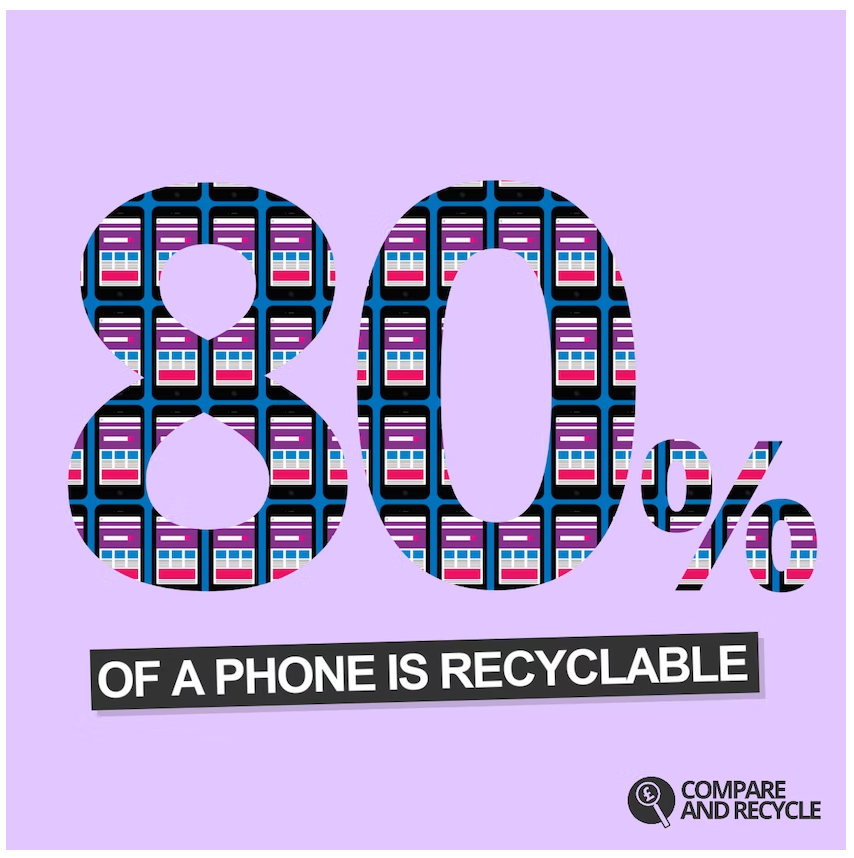 80%
OF A PHONE IS RECYCLABLE
COMPARE
AND RECYCLE